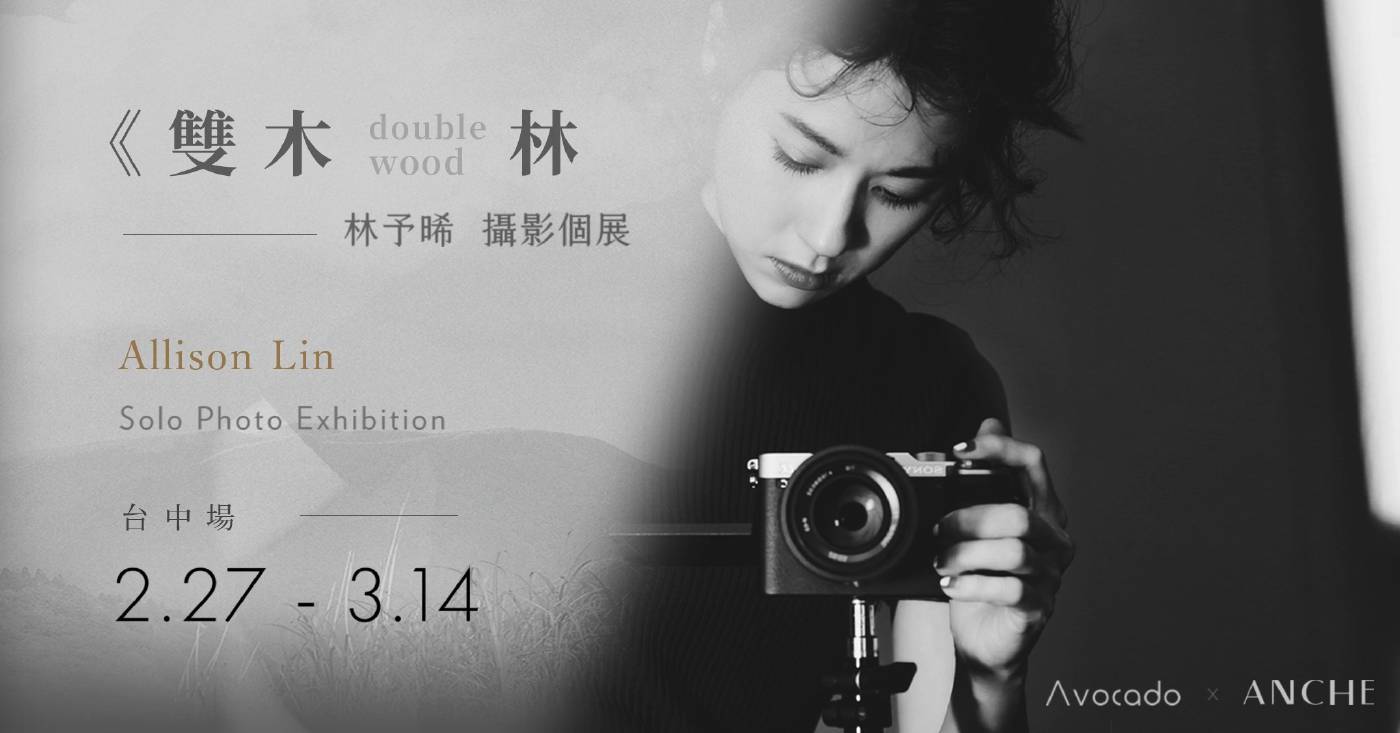 《雙木 double wood 林
林予晞 攝影個展
Allison Lin
Solo Photo Exhibition
台中場
2.27 - 3.14
SONY
Avocado x ANCHE